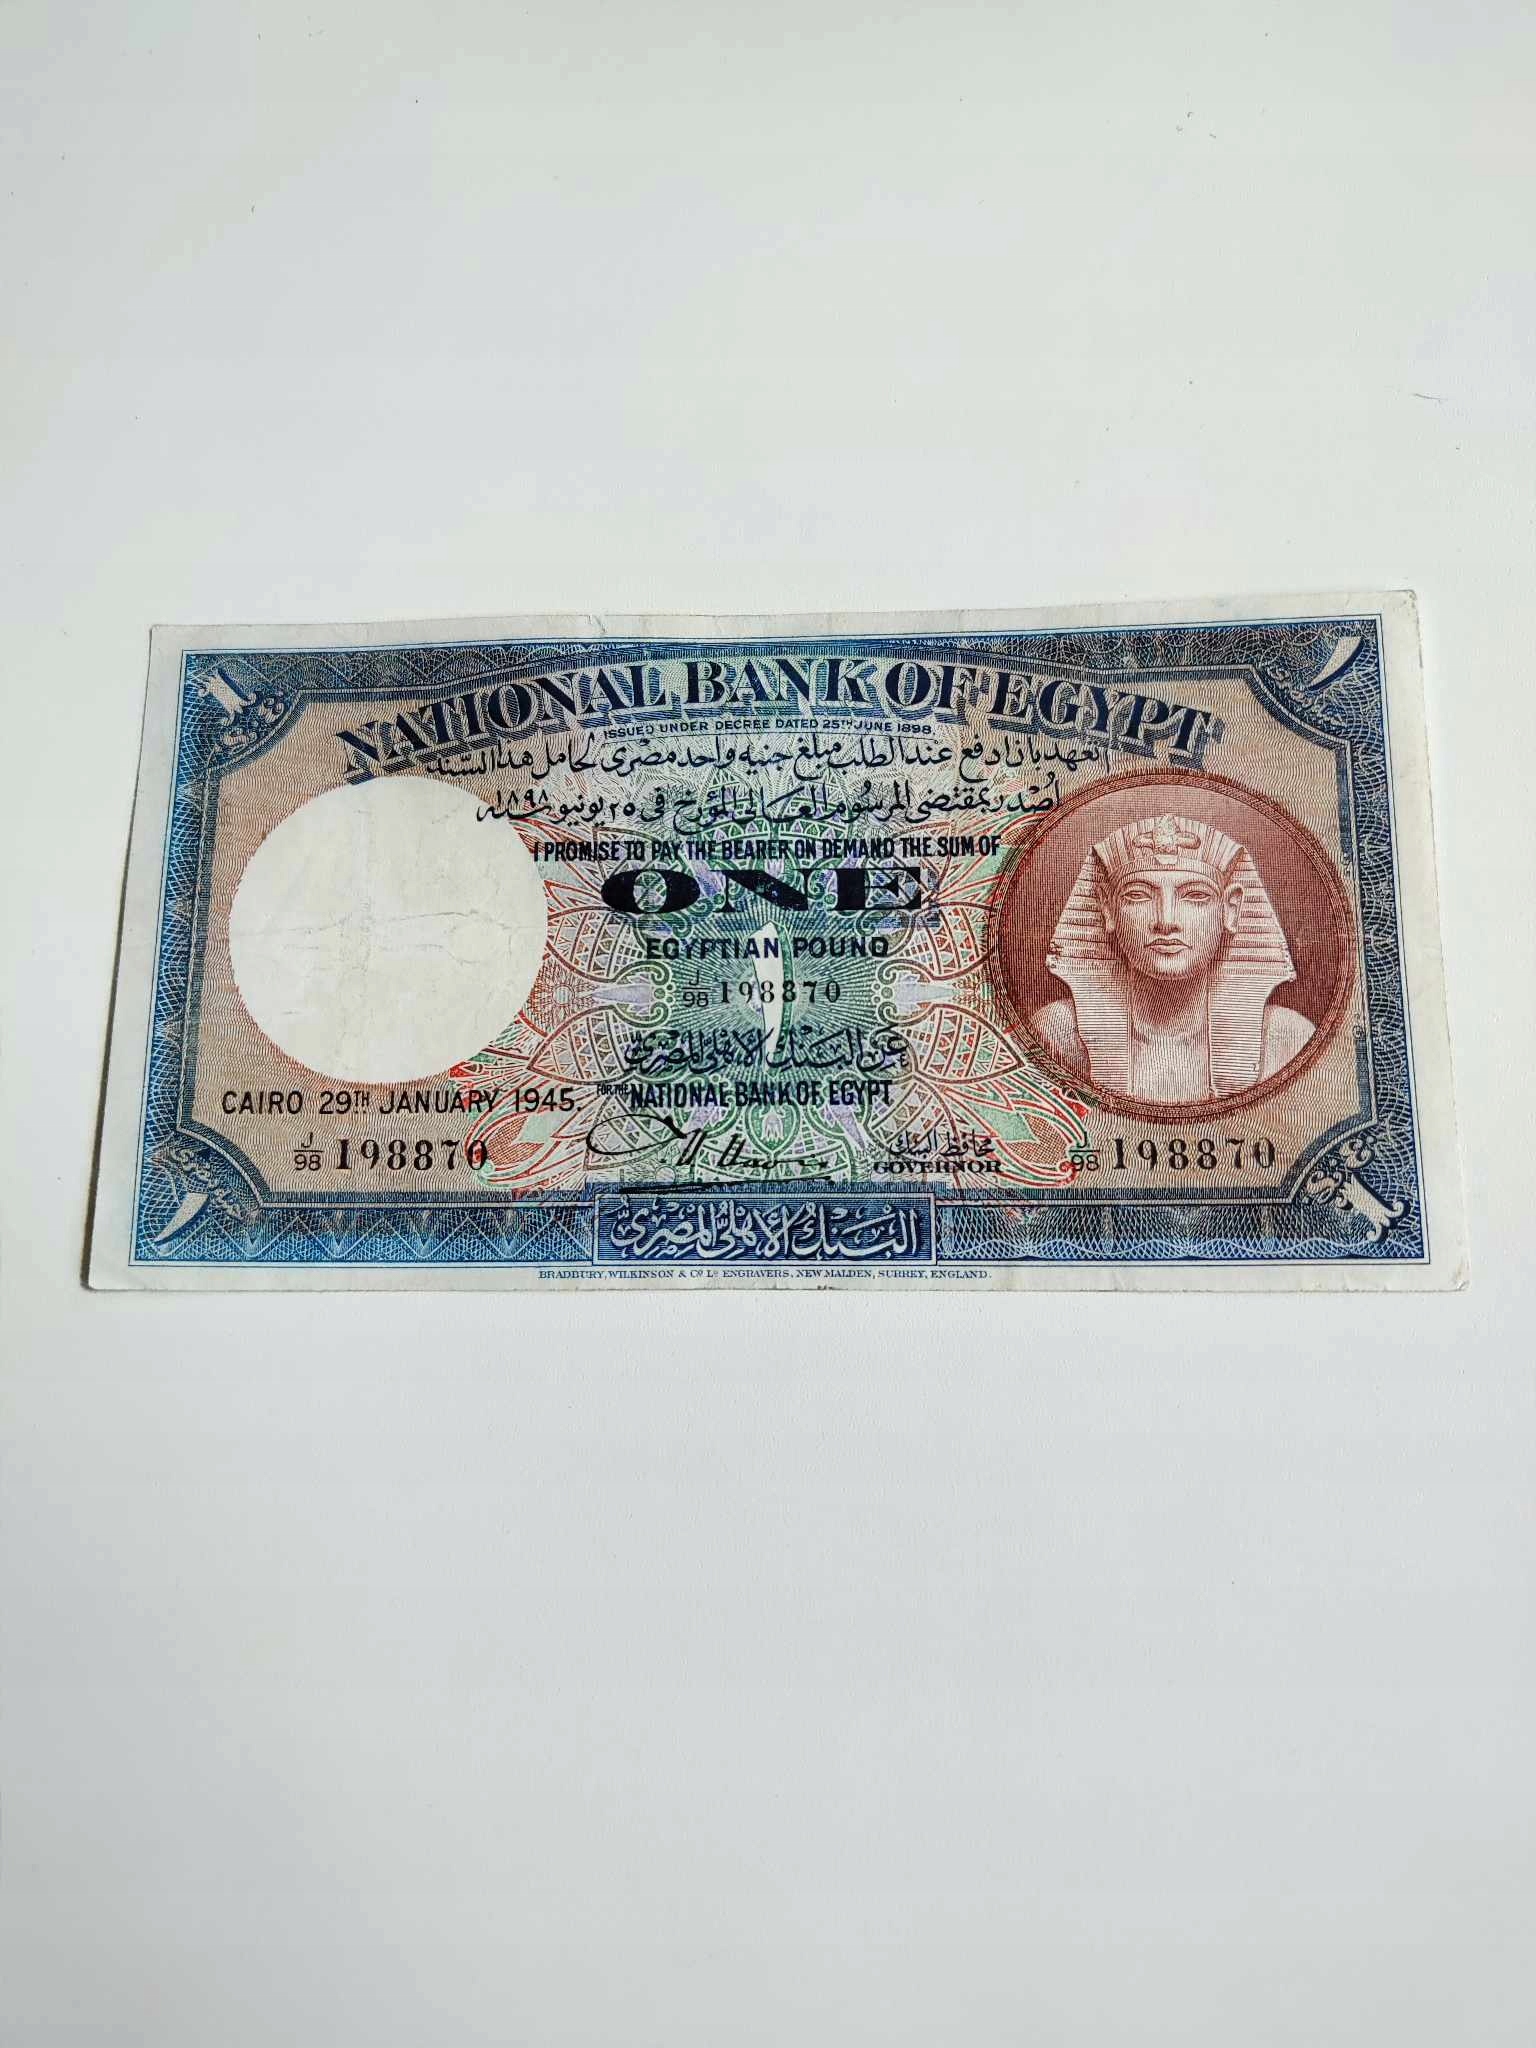 NATIONAL BANK OF EGYPT
ISSUED UNDER DECREE DATED 25TH JUNE 1898.
اتعهد بان ادفع عند الطلب مبلغ جنيه واحد مصرى لحامل هذا السند
أُصدر بمقتضى المرسوم العالى المؤرخ فى ٢٥ يونيو سنة ١٨٩٨
I PROMISE TO PAY THE BEARER ON DEMAND THE SUM OF
ONE
EGYPTIAN POUND
١
J/98 198870
عن البنك الأهلى المصرى
FOR THE NATIONAL BANK OF EGYPT
CAIRO 29TH JANUARY 1945.
J/98 198870
محافظ البنك
GOVERNOR
J/98 198870
البنك الأهلى المصرى
BRADBURY, WILKINSON & CO. LD. ENGRAVERS, NEW MALDEN, SURREY, ENGLAND.